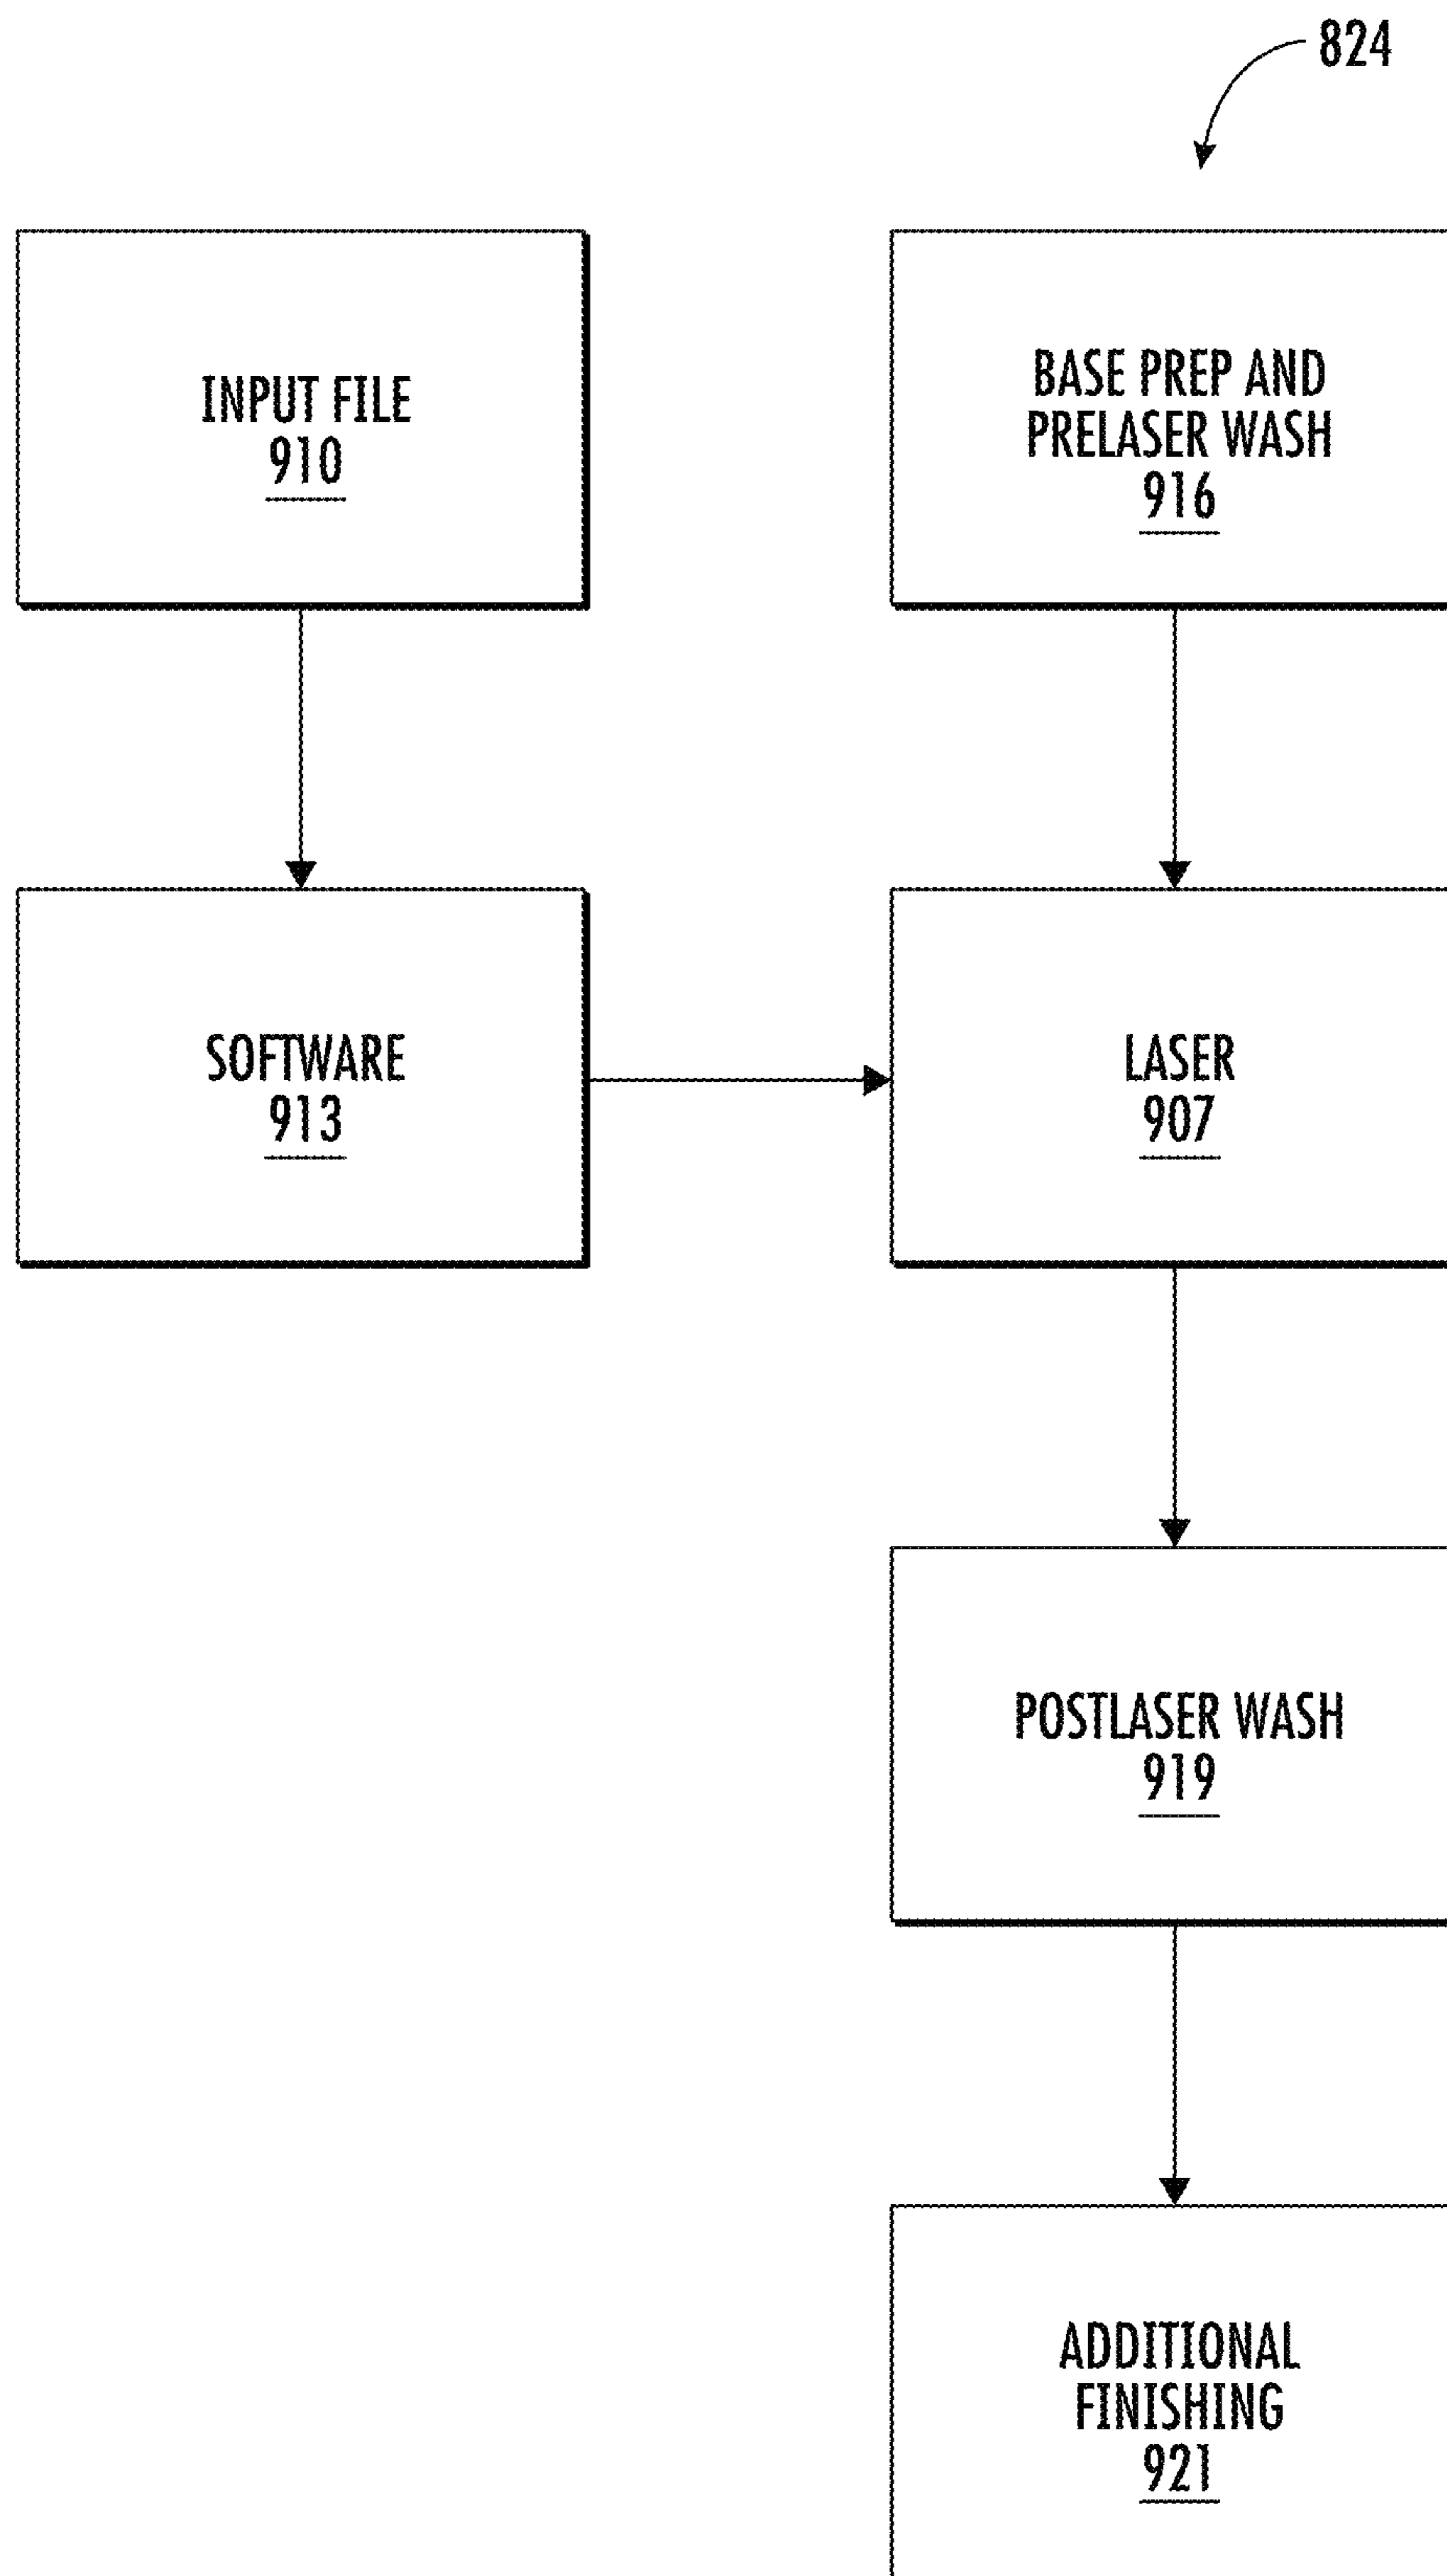 824
INPUT FILE
910
BASE PREP AND
PRELASER WASH
916
SOFTWARE
913
LASER
907
POSTLASER WASH
919
ADDITIONAL
FINISHING
921